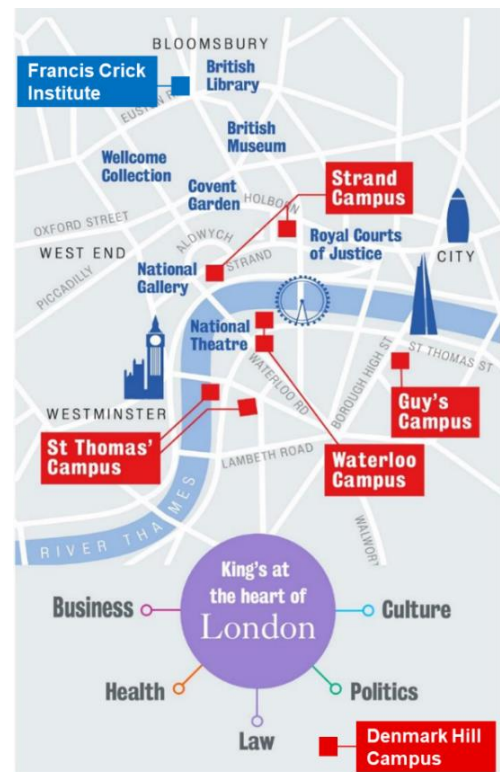 BLOOMSBURY
Francis Crick
Institute
British
Library
EUSTON R
British
Museum
Wellcome
Collection
Strand
Campus
Covent
Garden
HOLBORN
OXFORD STREET
ALDWYCH
Royal Courts
of Justice
WEST END
STRAND
CITY
PICCADILLY
National
Gallery
National
Theatre
ST THOMAS ST
WATERLOO RD
BOROUGH HIGH ST
WESTMINSTER
Guy's
Campus
St Thomas'
Campus
LAMBETH ROAD
Waterloo
Campus
RIVER THAMES
WALWORT
King's at
the heart of
London
Business
Culture
Health
Politics
Law
Denmark Hill
Campus